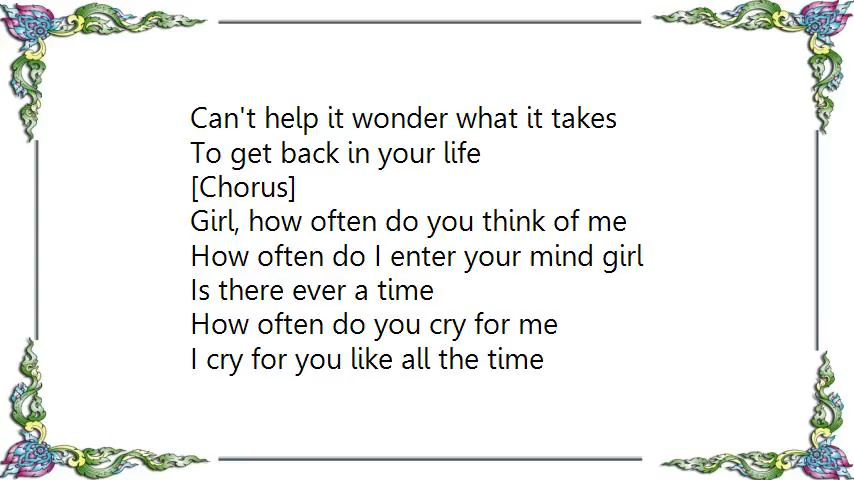 Can't help it wonder what it takes
To get back in your life
[Chorus]
Girl, how often do you think of me
How often do I enter your mind girl
Is there ever a time
How often do you cry for me
I cry for you like all the time